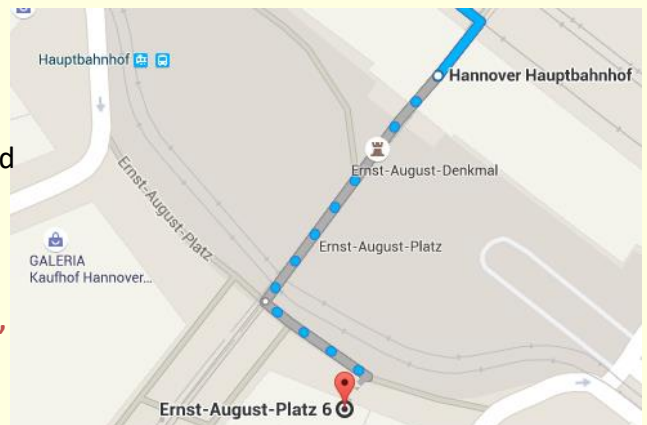 Hauptbahnhof
Hannover Hauptbahnhof
d
Ernst-August-Denkmal
Ernst-August-Platz
Ernst-August-Platz
GALERIA
Kaufhof Hannover...
,
Ernst-August-Platz 6